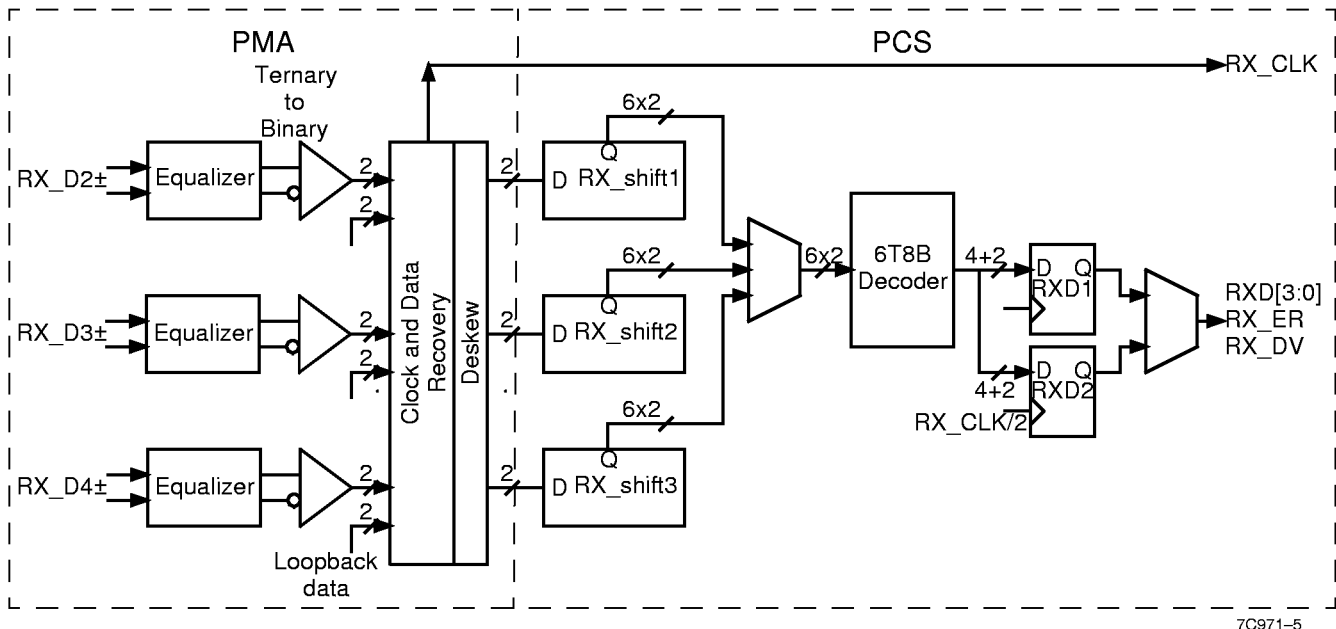 PMA
PCS
RX_CLK
Ternary
to
Binary
6x2
RX_D2±
Equalizer
2
2
2
D
Q
RX_shift1
Clock and Data
Recovery
Deskew
6x2
6x2
6T8B
Decoder
4+2
D
Q
RXD1
RXD[3:0]
RX_ER
RX_DV
RX_D3±
Equalizer
2
2
2
D
Q
RX_shift2
4+2
D
Q
RXD2
RX_CLK/2
6x2
RX_D4±
Equalizer
2
2
2
D
Q
RX_shift3
Loopback
data
7C971–5